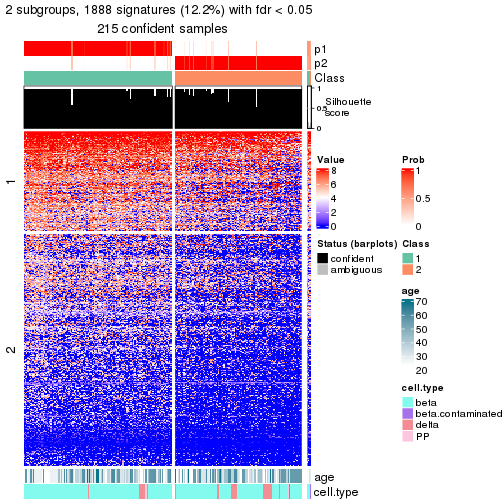 2 subgroups, 1888 signatures (12.2%) with fdr < 0.05
215 confident samples
p1
p2
Class
1
0.5
0
Silhouette
score
1
2
age
cell.type
Value
8
6
4
2
0
Prob
1
0.5
0
Status (barplots)
confident
ambiguous
Class
1
2
age
70
60
50
40
30
20
cell.type
beta
beta.contaminated
delta
PP